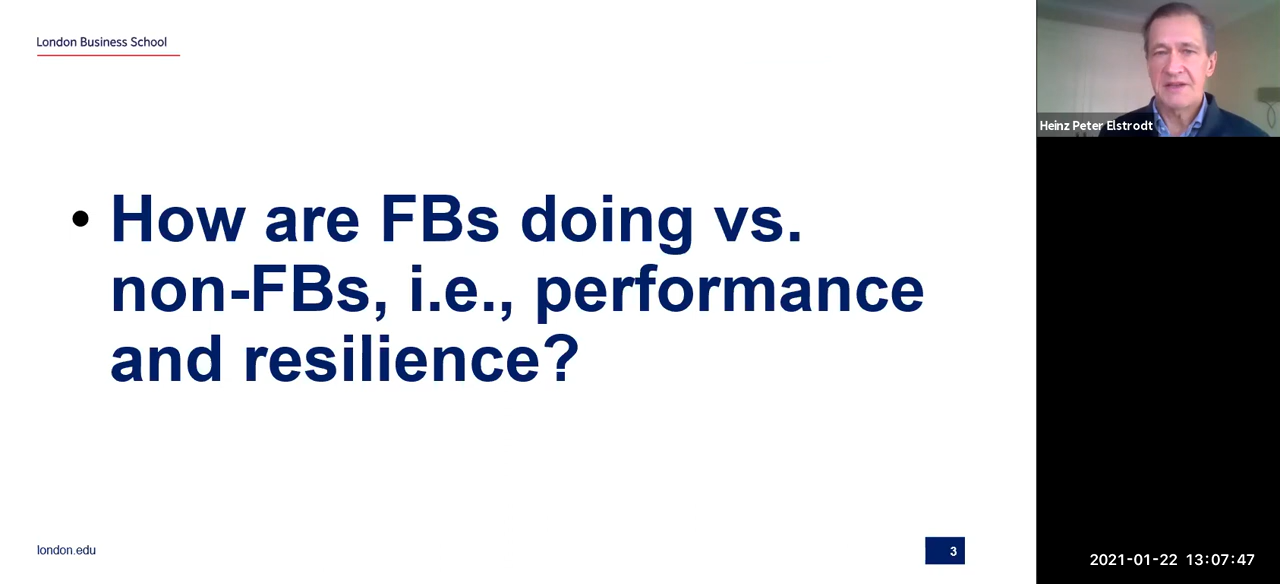 London Business School
Heinz Peter Elstrodt
• How are FBs doing vs.
non-FBs, i.e., performance
and resilience?
london.edu
3
2021-01-22 13:07:47